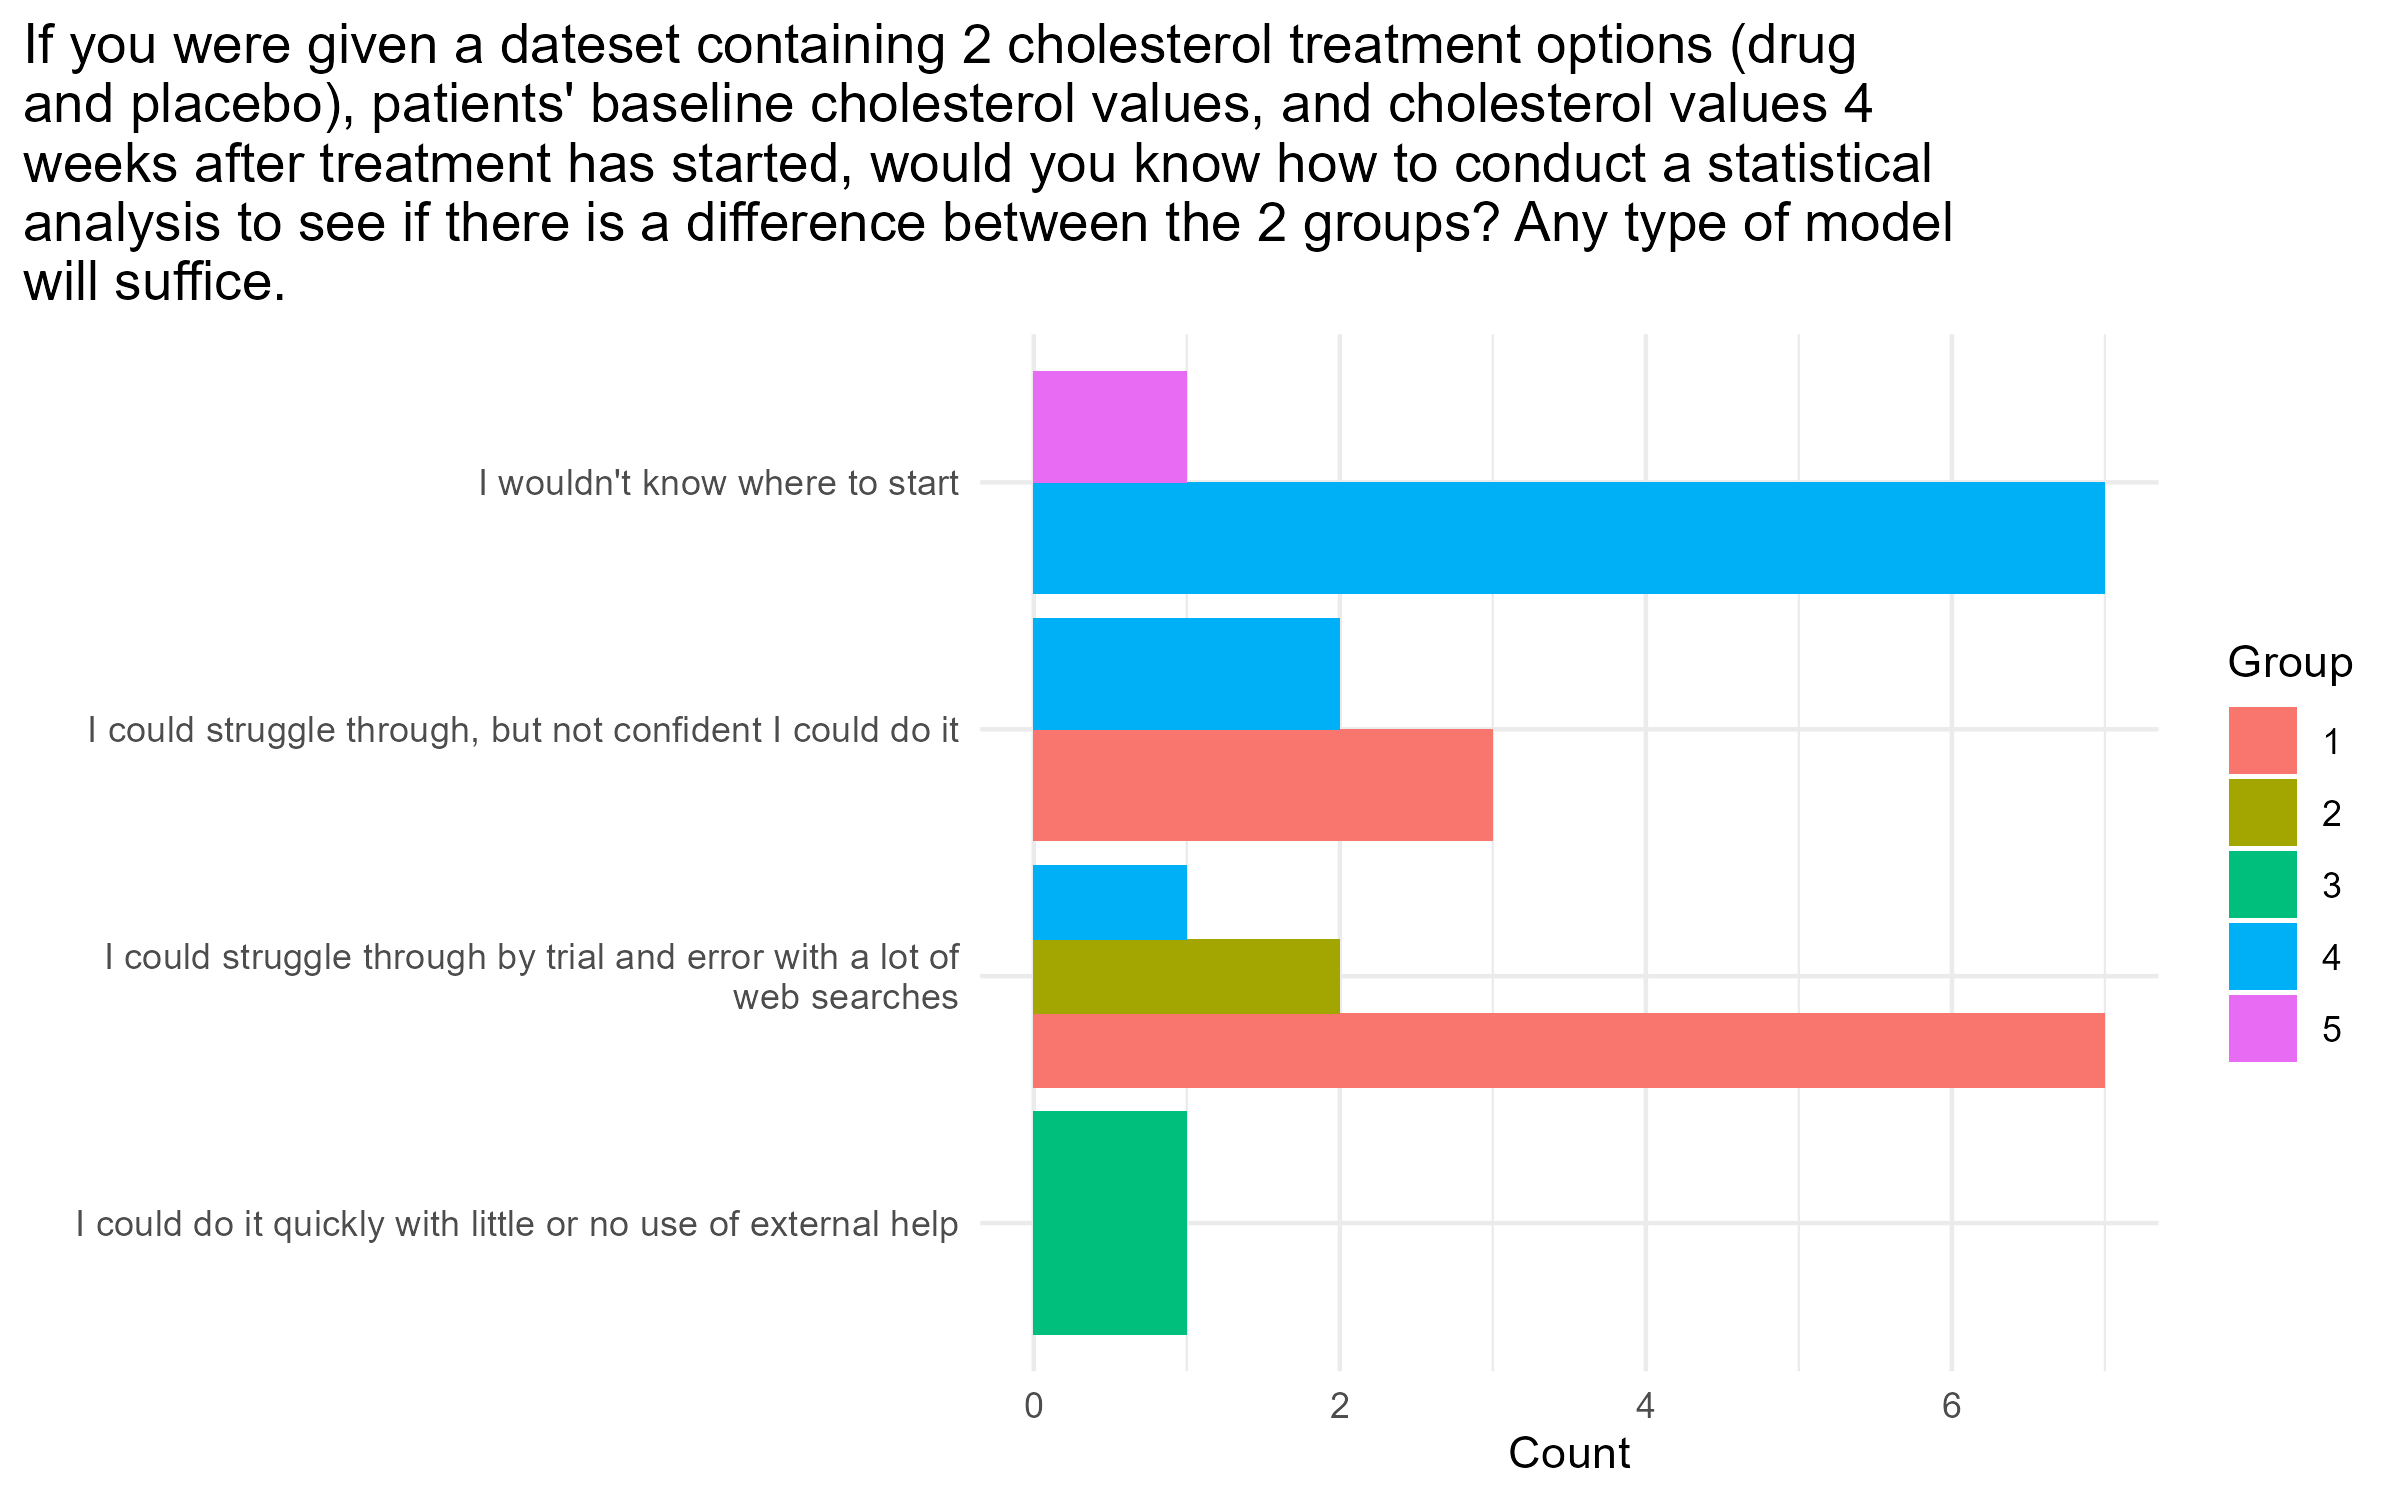 If you were given a dateset containing 2 cholesterol treatment options (drug
and placebo), patients' baseline cholesterol values, and cholesterol values 4
weeks after treatment has started, would you know how to conduct a statistical
analysis to see if there is a difference between the 2 groups? Any type of model
will suffice.
I wouldn't know where to start
I could struggle through, but not confident I could do it
I could struggle through by trial and error with a lot of
web searches
I could do it quickly with little or no use of external help
0 2 4 6
Count
Group
1
2
3
4
5